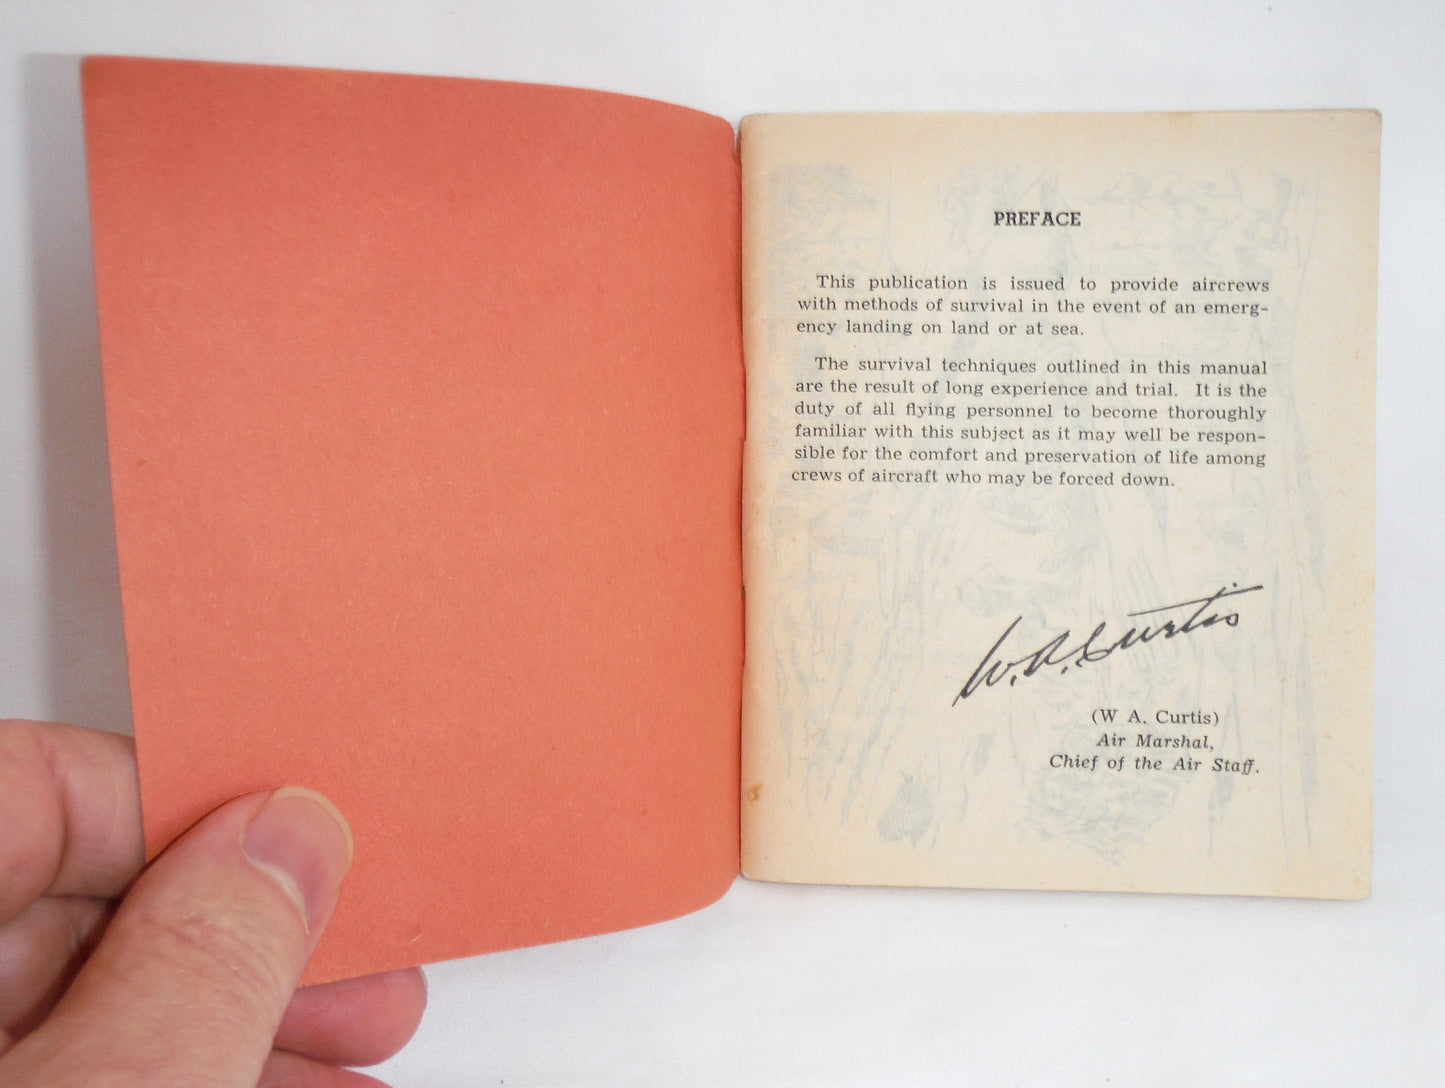 PREFACE
This publication is issued to provide aircrews
with methods of survival in the event of an emerg-
ency landing on land or at sea.
The survival techniques outlined in this manual
are the result of long experience and trial. It is the
duty of all flying personnel to become thoroughly
familiar with this subject as it may well be respon-
sible for the comfort and preservation of life among
crews of aircraft who may be forced down.
W. A. Curtis
(W A. Curtis)
Air Marshal,
Chief of the Air Staff.